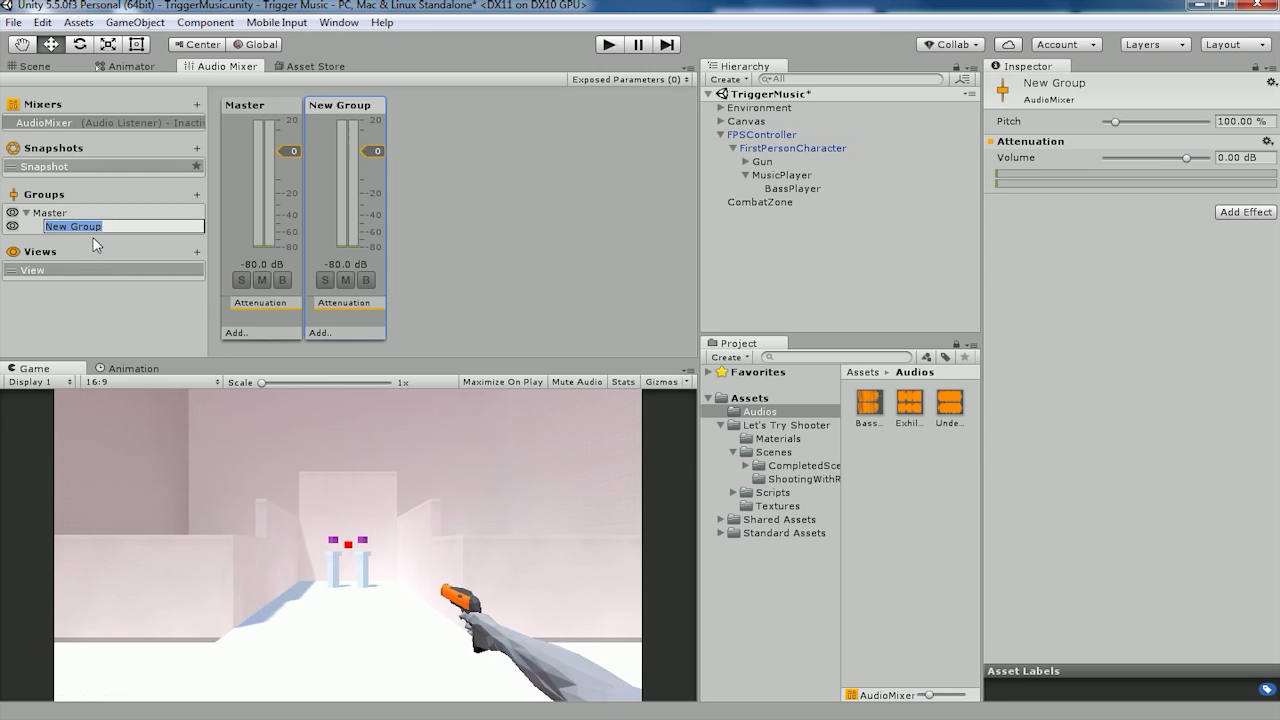 Unity 5.5.0f3 Personal (64bit) - TriggerMusic.unity - Trigger Music - PC, Mac & Linux Standalone* <DX11 on DX10 GPU>
File Edit Assets GameObject Component Mobile Input Window Help
Center Global Collab Account Layers Layout
Scene Animator Audio Mixer Asset Store
Exposed Parameters (0)
Mixers +
AudioMixer (Audio Listener) - Inacti
Snapshots +
Snapshot
Groups +
Master
New Group
Views +
View
Master
20
0
-20
-40
-60
-80
-80.0 dB
S M B
Attenuation
Add..
New Group
20
0
-20
-40
-60
-80
-80.0 dB
S M B
Attenuation
Add..
Hierarchy
Create All
TriggerMusic*
Environment
Canvas
FPSController
FirstPersonCharacter
Gun
MusicPlayer
BassPlayer
CombatZone
Inspector
New Group
AudioMixer
Pitch 100.00 %
Attenuation
Volume 0.00 dB
Add Effect
Game Animation
Display 1 16:9 Scale 1x Maximize On Play Mute Audio Stats Gizmos
Project
Create
Favorites
Assets
Audios
Let's Try Shooter
Materials
Scenes
CompletedSce
ShootingWithR
Scripts
Textures
Shared Assets
Standard Assets
Assets Audios
Bass... Exhil... Unde...
AudioMixer
Asset Labels